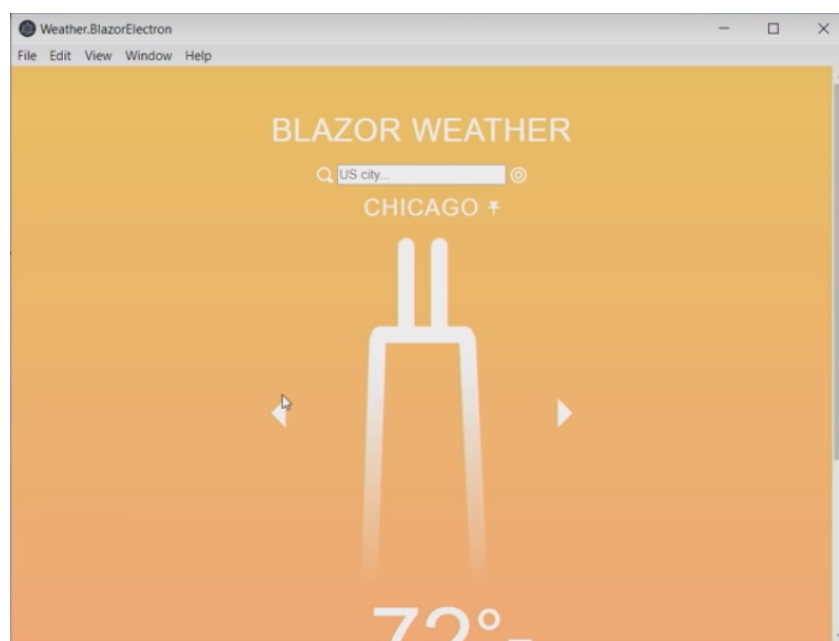 Weather.BlazorElectron
File Edit View Window Help
BLAZOR WEATHER
US city...
CHICAGO
72°